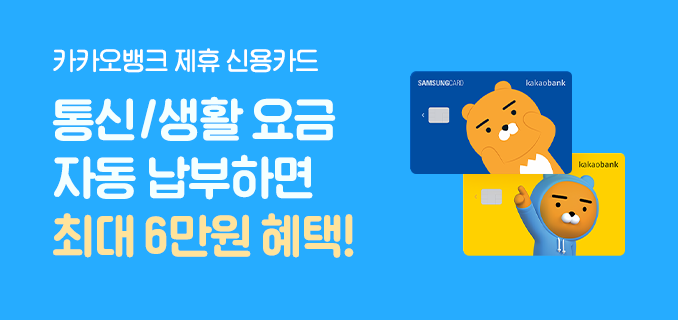 카카오뱅크 제휴 신용카드
통신/생활 요금
자동 납부하면
최대 6만원 혜택!
SAMSUNGCARD
kakaobank
kakaobank